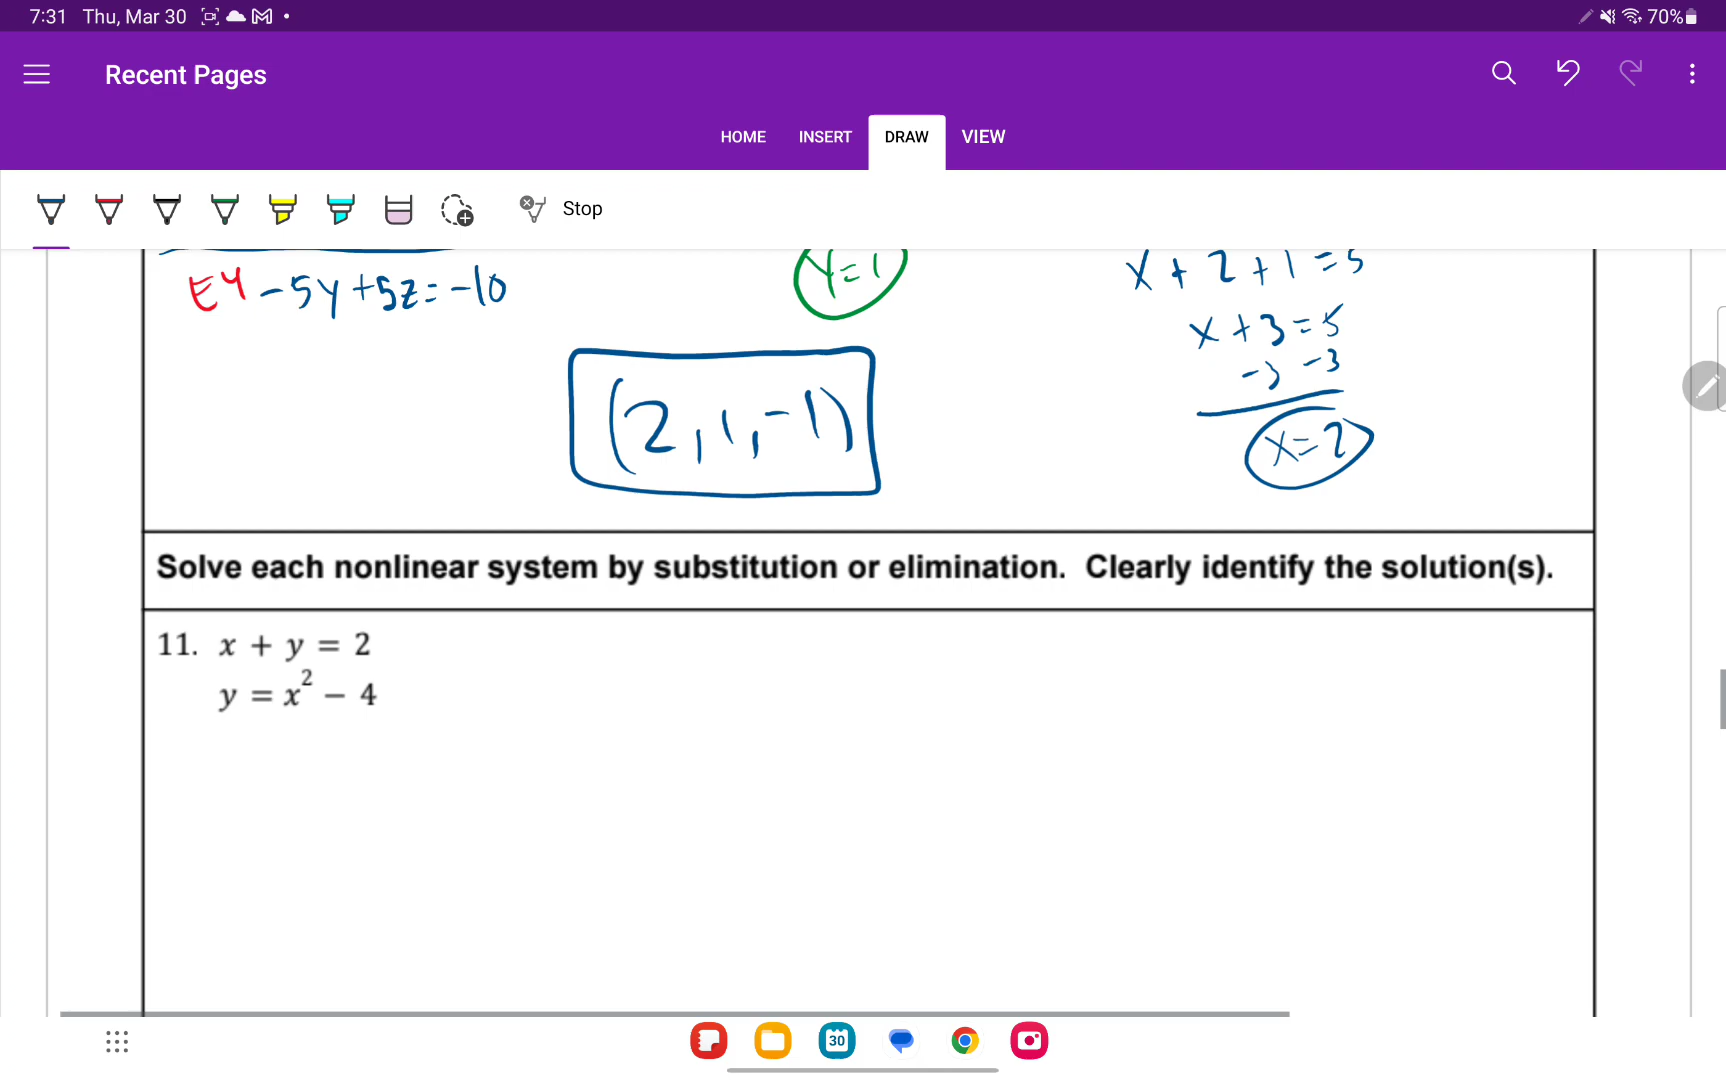 7:31 Thu, Mar 30 70%
Recent Pages
HOME INSERT DRAW VIEW
Stop
E4 -5y+5z=-10
y=1
x+2+1=5
x+3=5
-3 -3
x=2
(2,1,-1)
Solve each nonlinear system by substitution or elimination. Clearly identify the solution(s).
11. x + y = 2
y = x² − 4
30